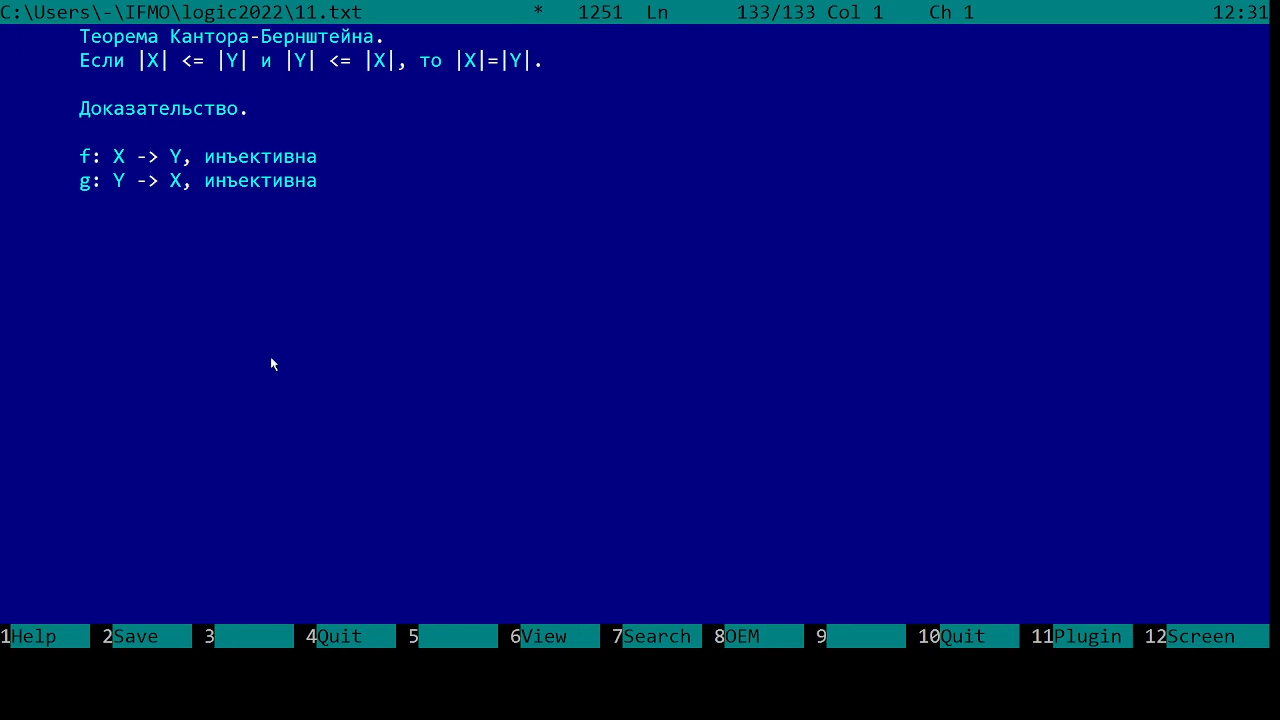 C:\Users\-\IFMO\logic2022\11.txt * 1251 Ln 133/133 Col 1 Ch 1 12:31
Теорема Кантора-Бернштейна.
Если |X| <= |Y| и |Y| <= |X|, то |X|=|Y|.
Доказательство.
f: X -> Y, инъективна
g: Y -> X, инъективна
1Help 2Save 3 4Quit 5 6View 7Search 8OEM 9 10Quit 11Plugin 12Screen